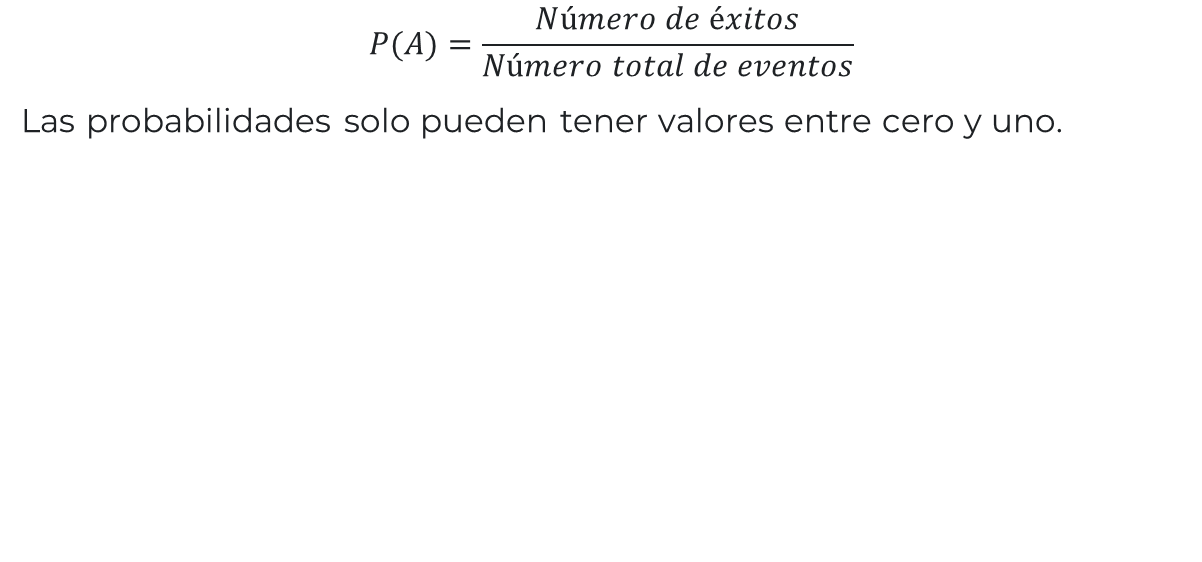 P(A) = Número de éxitos / Número total de eventos
Las probabilidades solo pueden tener valores entre cero y uno.